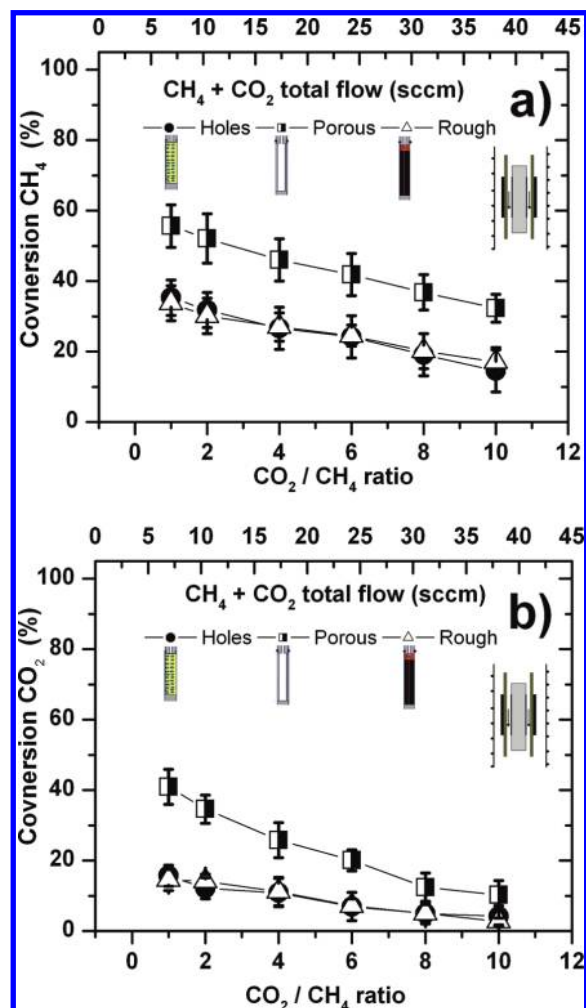 5 10 15 20 25 30 35 40 45
CH₄ + CO₂ total flow (sccm)
a)
Holes Porous Rough
Covnersion CH₄ (%)
100
80
60
40
20
0
0 2 4 6 8 10 12
CO₂ / CH₄ ratio
0 5 10 15 20 25 30 35 40 45
CH₄ + CO₂ total flow (sccm)
b)
Holes Porous Rough
Covnersion CO₂ (%)
100
80
60
40
20
0
0 2 4 6 8 10 12
CO₂ / CH₄ ratio